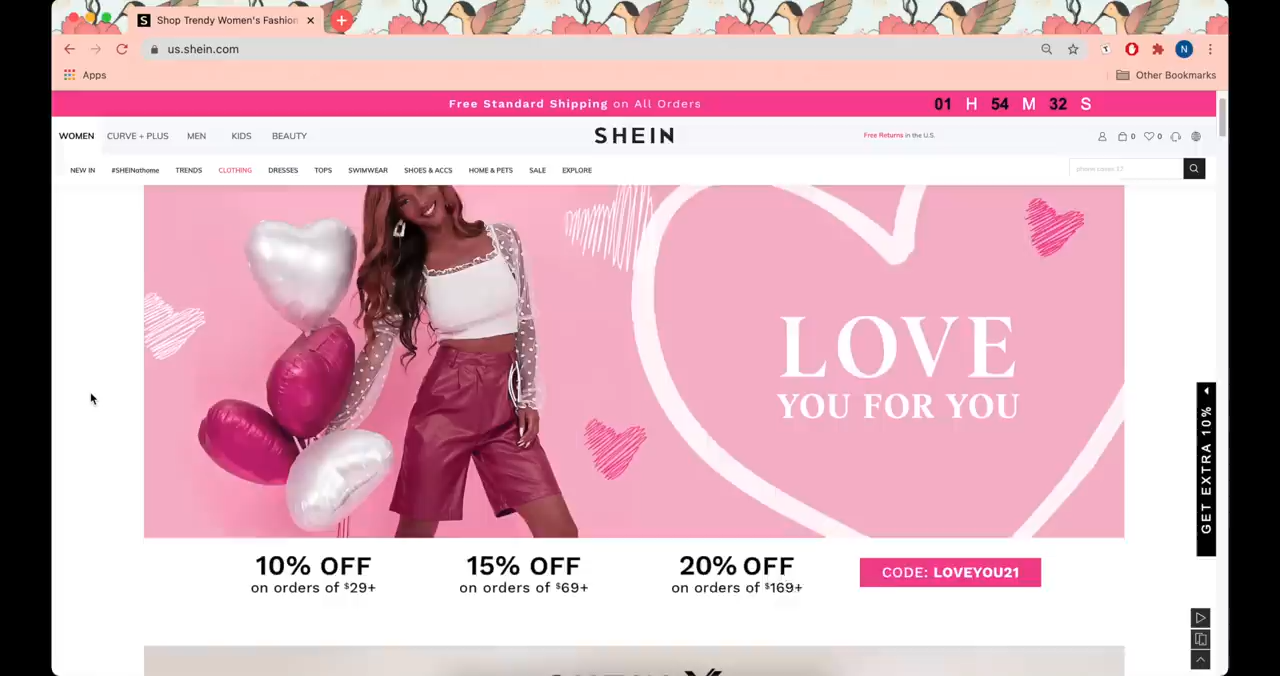 S Shop Trendy Women's Fashion
us.shein.com
N
Apps
Other Bookmarks
Free Standard Shipping on All Orders
01 H 54 M 32 S
WOMEN CURVE + PLUS MEN KIDS BEAUTY
SHEIN
Free Returns in the U.S.
0 0
NEW IN #SHEINathome TRENDS CLOTHING DRESSES TOPS SWIMWEAR SHOES & ACCS HOME & PETS SALE EXPLORE
LOVE
YOU FOR YOU
GET EXTRA 10%
10% OFF
on orders of $29+
15% OFF
on orders of $69+
20% OFF
on orders of $169+
CODE: LOVEYOU21